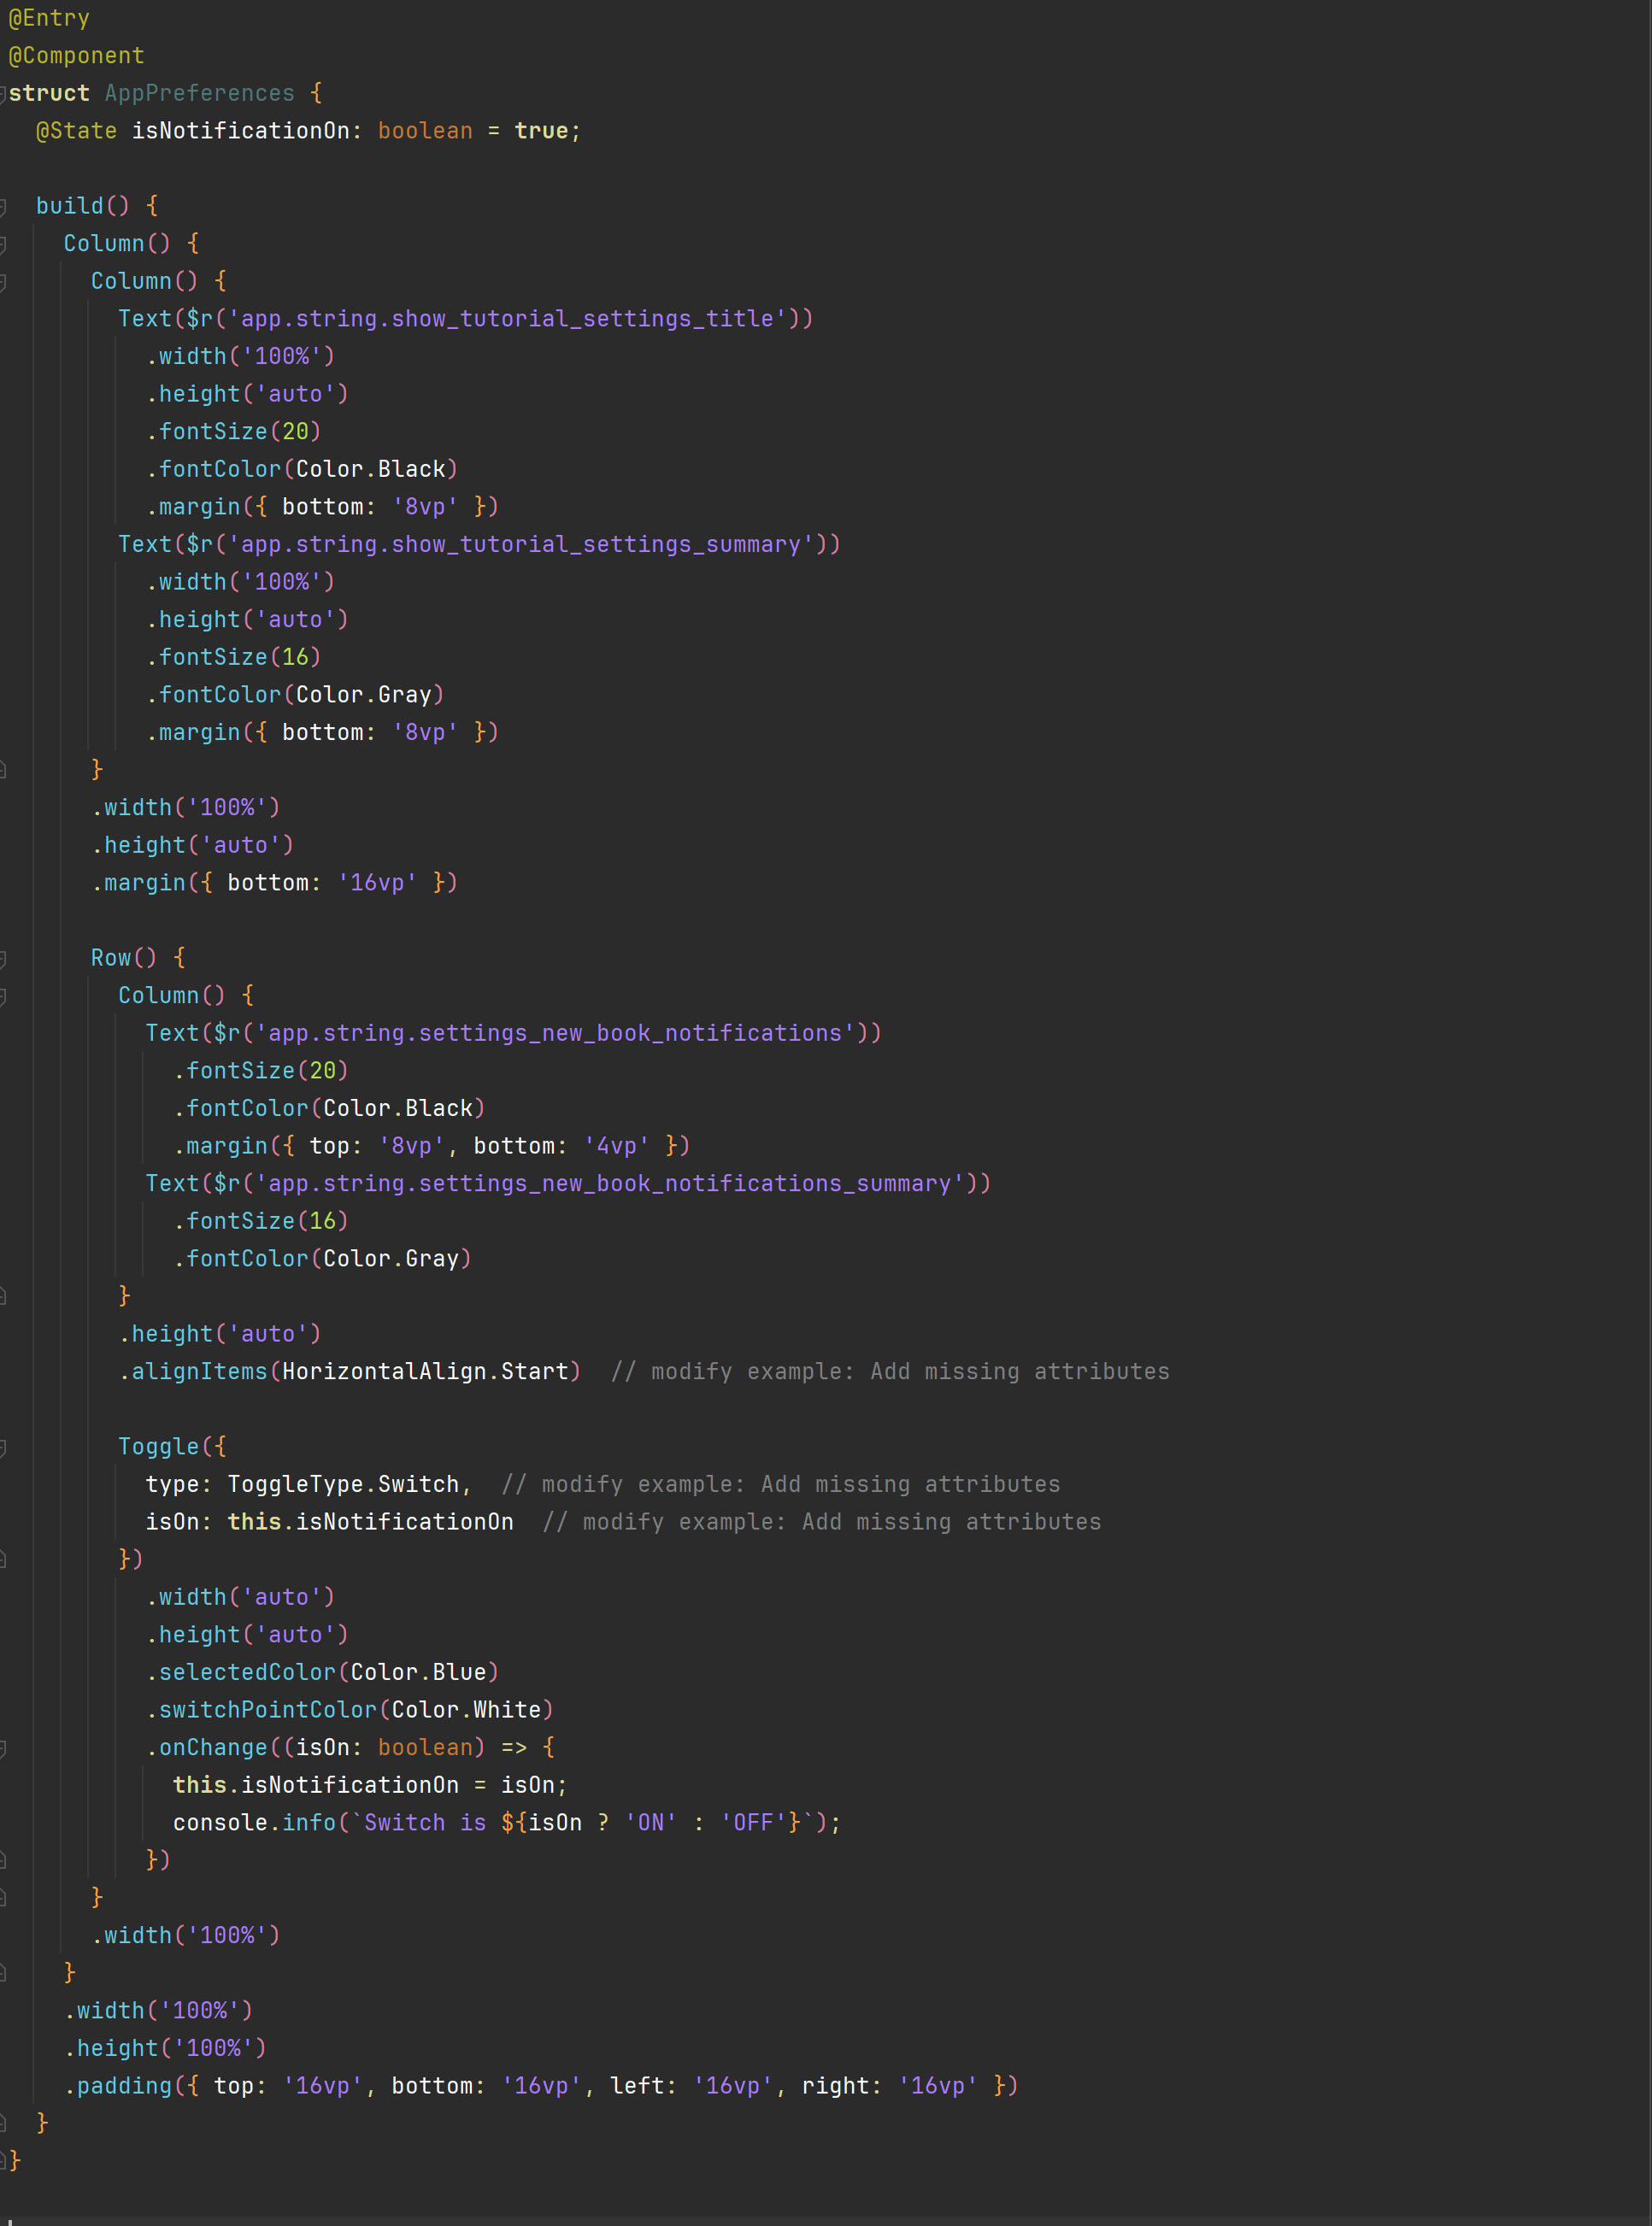 @Entry
@Component
struct AppPreferences {
  @State isNotificationOn: boolean = true;

  build() {
    Column() {
      Column() {
        Text($r('app.string.show_tutorial_settings_title'))
          .width('100%')
          .height('auto')
          .fontSize(20)
          .fontColor(Color.Black)
          .margin({ bottom: '8vp' })
        Text($r('app.string.show_tutorial_settings_summary'))
          .width('100%')
          .height('auto')
          .fontSize(16)
          .fontColor(Color.Gray)
          .margin({ bottom: '8vp' })
      }
      .width('100%')
      .height('auto')
      .margin({ bottom: '16vp' })

      Row() {
        Column() {
          Text($r('app.string.settings_new_book_notifications'))
            .fontSize(20)
            .fontColor(Color.Black)
            .margin({ top: '8vp', bottom: '4vp' })
          Text($r('app.string.settings_new_book_notifications_summary'))
            .fontSize(16)
            .fontColor(Color.Gray)
        }
        .height('auto')
        .alignItems(HorizontalAlign.Start)  // modify example: Add missing attributes

        Toggle({
          type: ToggleType.Switch,  // modify example: Add missing attributes
          isOn: this.isNotificationOn  // modify example: Add missing attributes
        })
          .width('auto')
          .height('auto')
          .selectedColor(Color.Blue)
          .switchPointColor(Color.White)
          .onChange((isOn: boolean) => {
            this.isNotificationOn = isOn;
            console.info(`Switch is ${isOn ? 'ON' : 'OFF'}`);
          })
      }
      .width('100%')
    }
    .width('100%')
    .height('100%')
    .padding({ top: '16vp', bottom: '16vp', left: '16vp', right: '16vp' })
  }
}